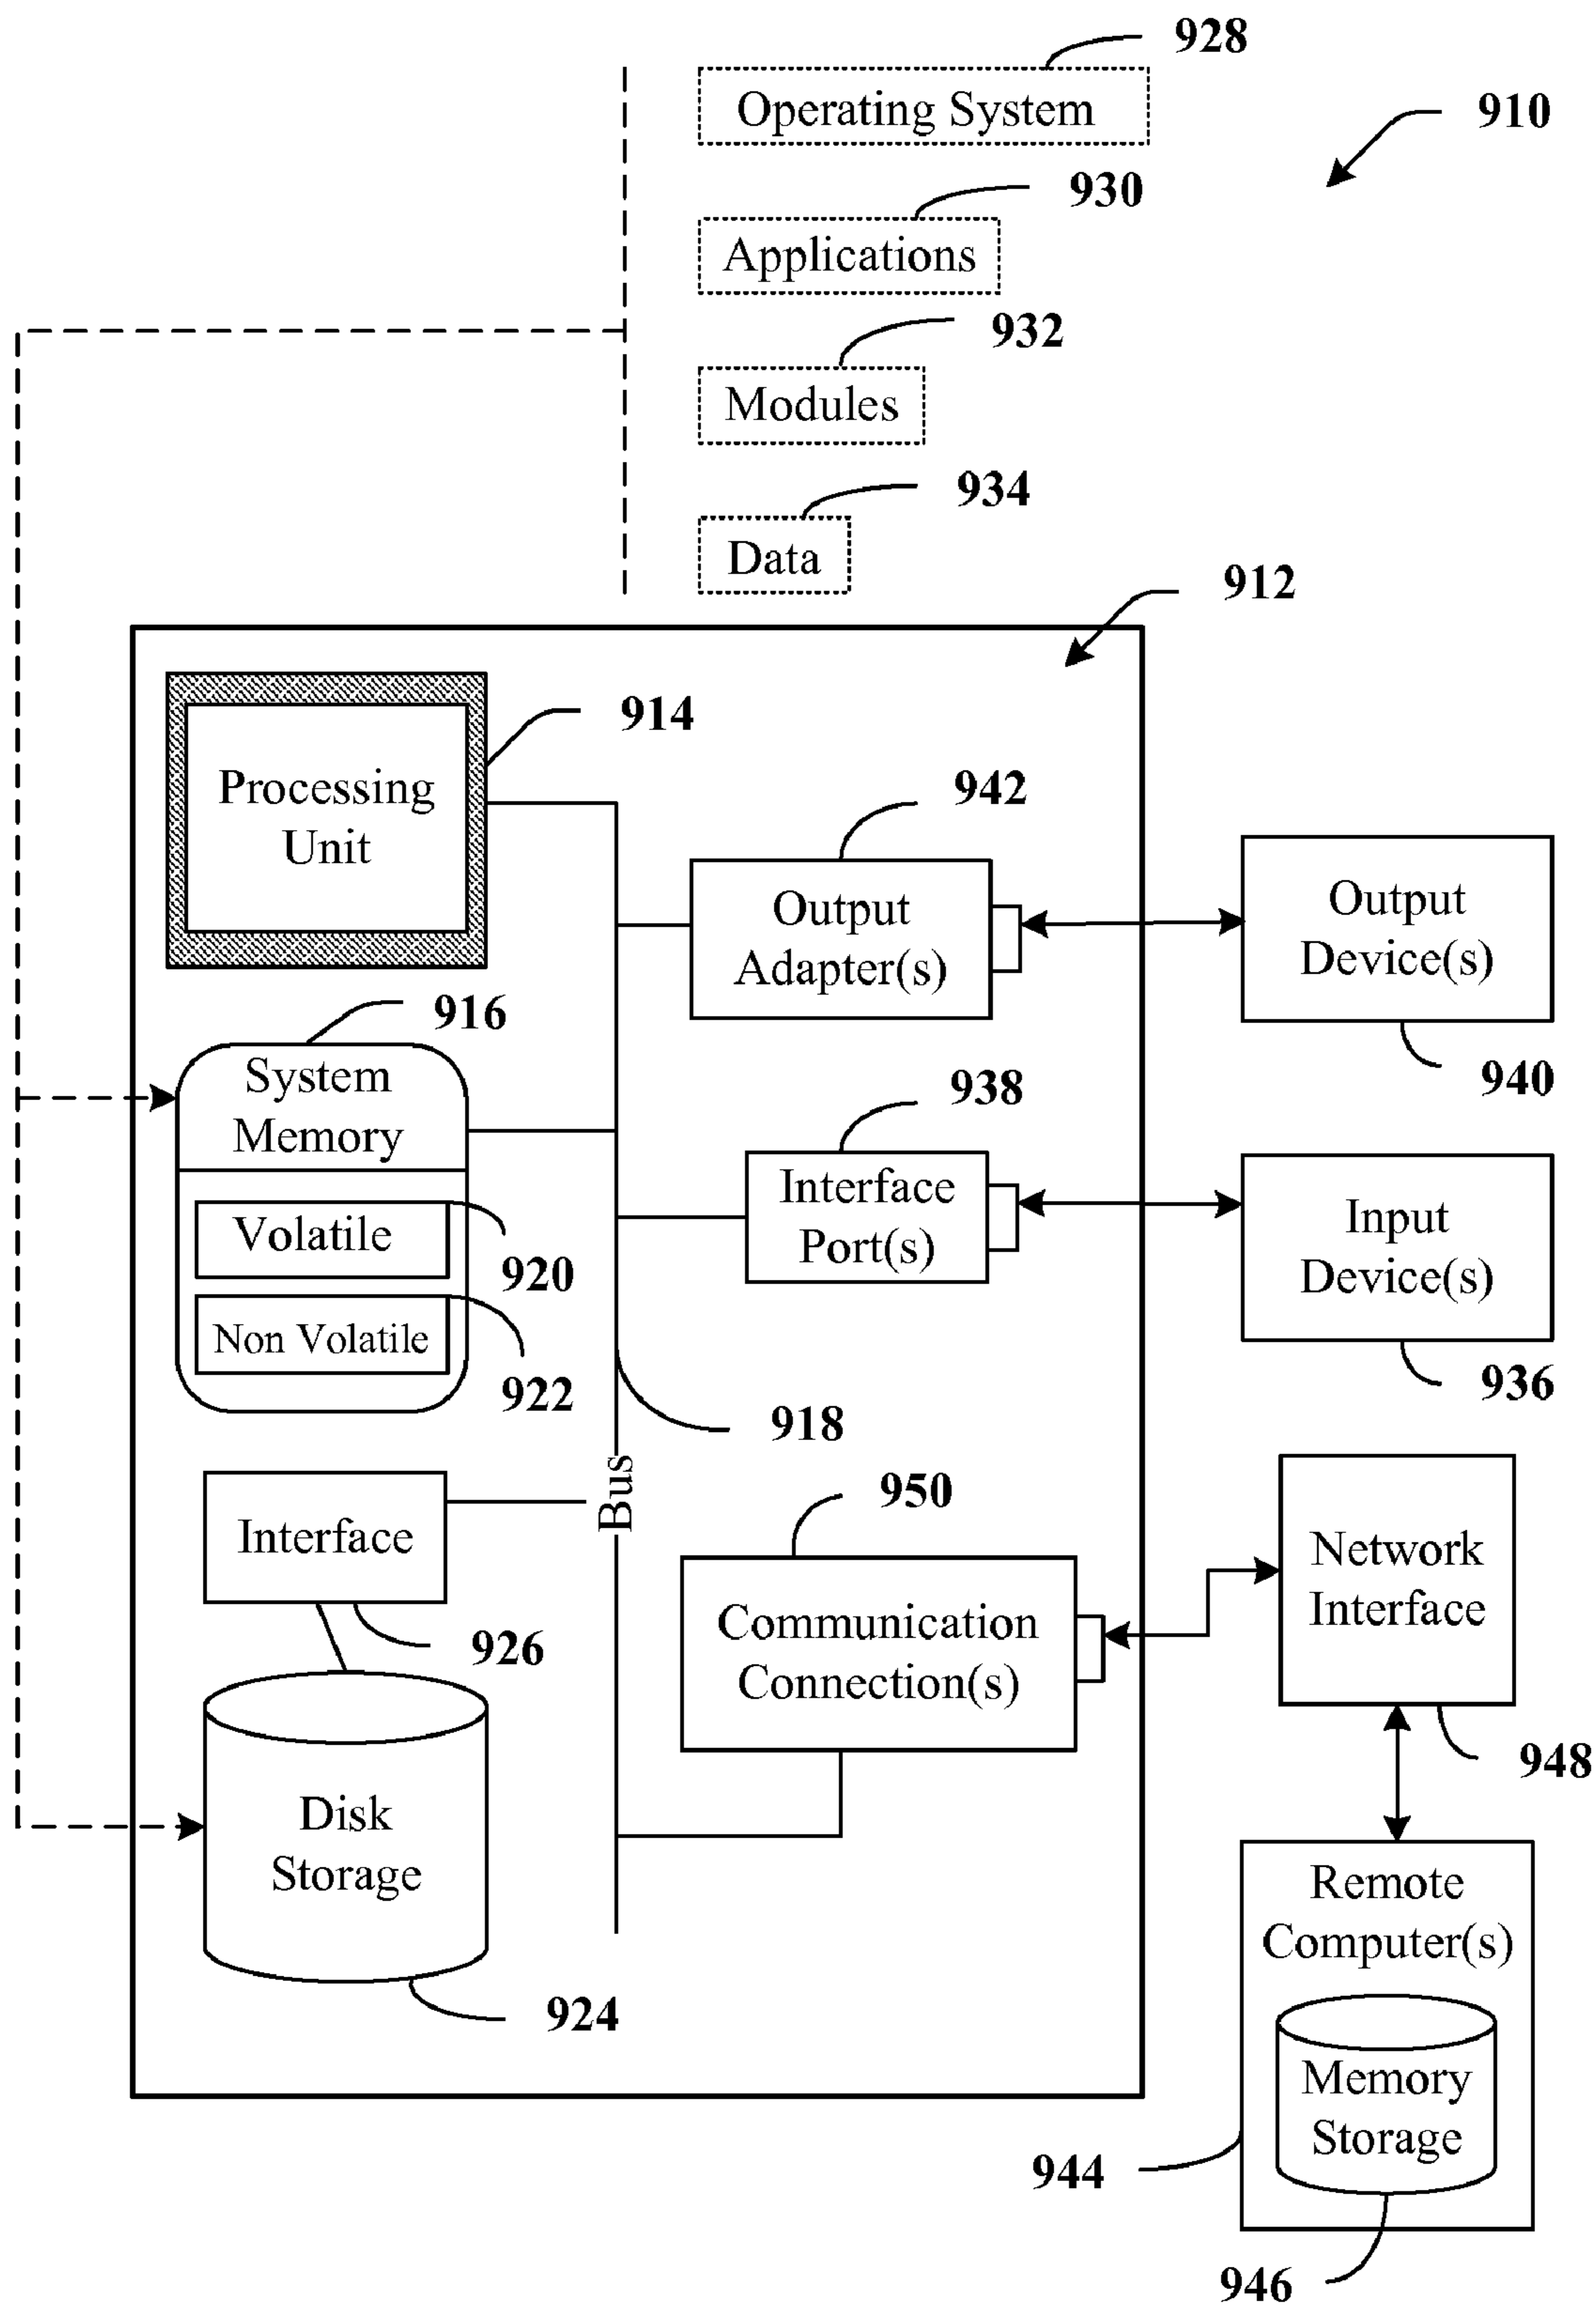 928
Operating System
910
930
Applications
932
Modules
934
Data
912
914
Processing
Unit
942
Output
Adapter(s)
Output
Device(s)
940
916
System
Memory
938
Interface
Port(s)
Input
Device(s)
936
Volatile
920
Non Volatile
922
918
Bus
950
Interface
926
Communication
Connection(s)
Network
Interface
948
Disk
Storage
924
Remote
Computer(s)
Memory
Storage
944
946